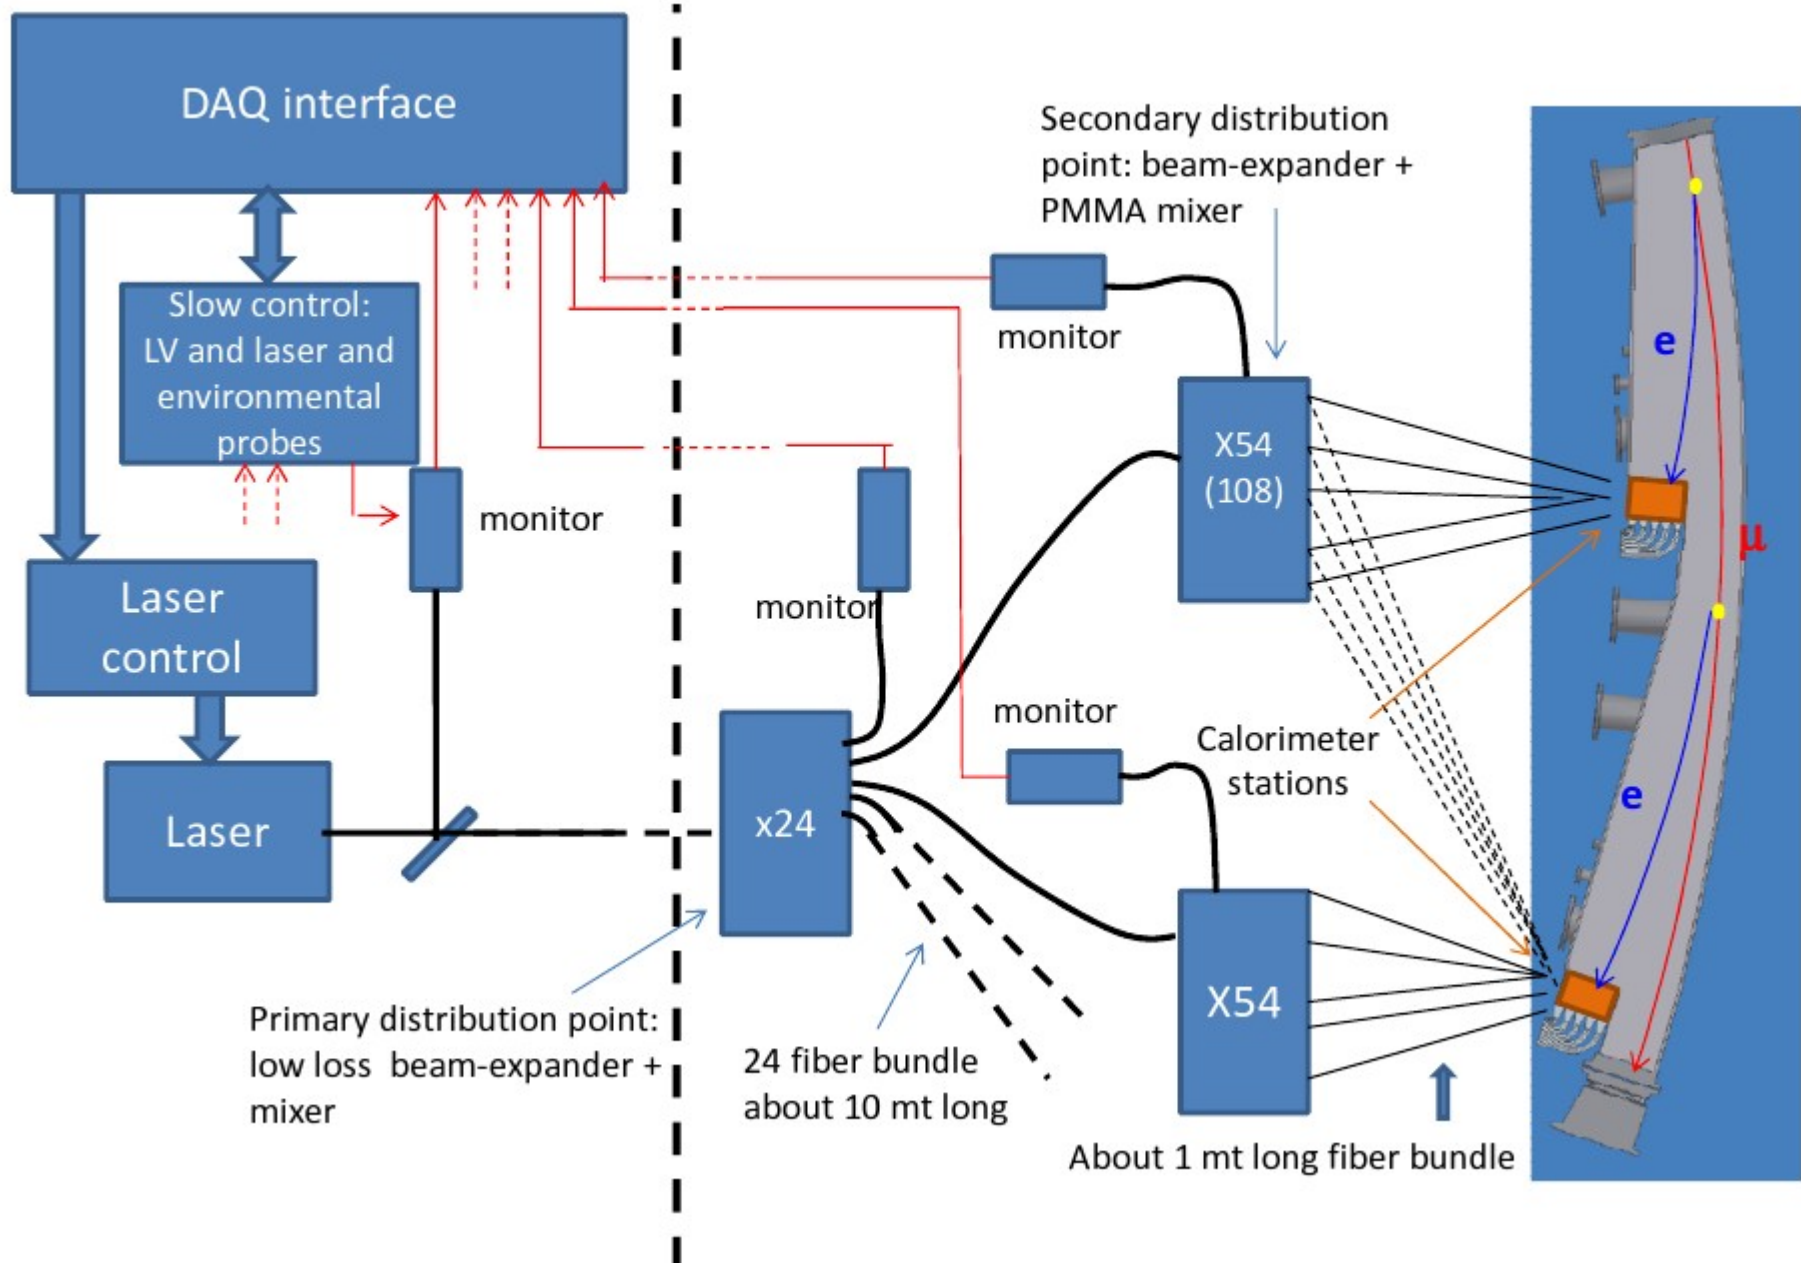 DAQ interface
Slow control:
LV and laser and
environmental
probes
monitor
Laser
control
Laser
Primary distribution point:
low loss  beam-expander +
mixer
x24
monitor
24 fiber bundle
about 10 mt long
Secondary distribution
point: beam-expander +
PMMA mixer
monitor
X54
(108)
monitor
Calorimeter
stations
X54
About 1 mt long fiber bundle
e
μ
e